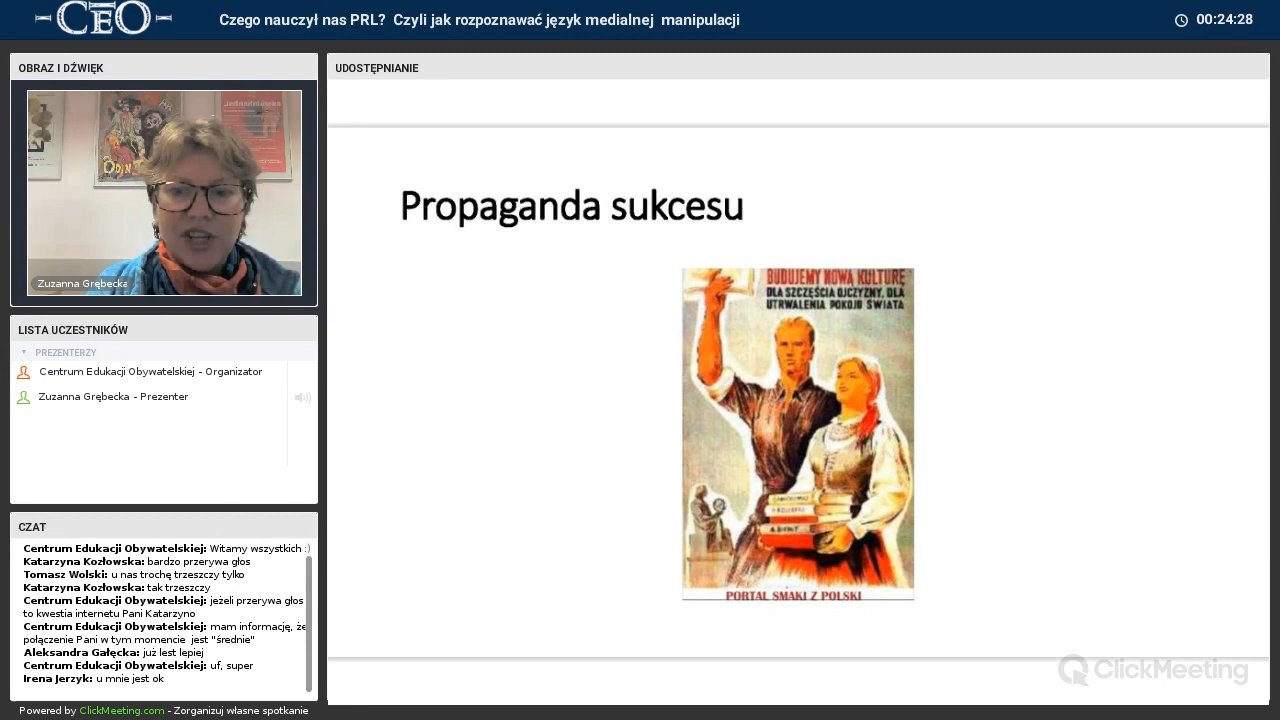 CEO
Czego nauczył nas PRL? Czyli jak rozpoznawać język medialnej manipulacji
00:24:28
OBRAZ I DŹWIĘK
ODIN
Zuzanna Grębecka
LISTA UCZESTNIKÓW
PREZENTERZY
Centrum Edukacji Obywatelskiej - Organizator
Zuzanna Grębecka - Prezenter
CZAT
Centrum Edukacji Obywatelskiej: Witamy wszystkich :)
Katarzyna Kozłowska: bardzo przerywa głos
Tomasz Wolski: u nas trochę trzeszczy tylko
Katarzyna Kozłowska: tak trzeszczy
Centrum Edukacji Obywatelskiej: jeżeli przerywa głos
to kwestia internetu Pani Katarzyno
Centrum Edukacji Obywatelskiej: mam informację, że
połączenie Pani w tym momencie jest "średnie"
Aleksandra Gałęcka: już lest lepiej
Centrum Edukacji Obywatelskiej: uf, super
Irena Jerzyk: u mnie jest ok
Powered by ClickMeeting.com - Zorganizuj własne spotkanie
UDOSTĘPNIANIE
Propaganda sukcesu
BUDUJEMY NOWĄ KULTURĘ
DLA SZCZĘŚCIA OJCZYZNY, DLA
UTRWALENIA POKOJU ŚWIATA
PORTAL SMAKI Z POLSKI
ClickMeeting